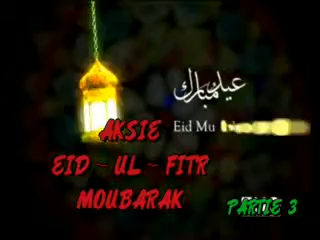 عيد مبارك
Eid Mu
AKSIE
EID ~ UL ~ FITR
MOUBARAK
PARTIE 3